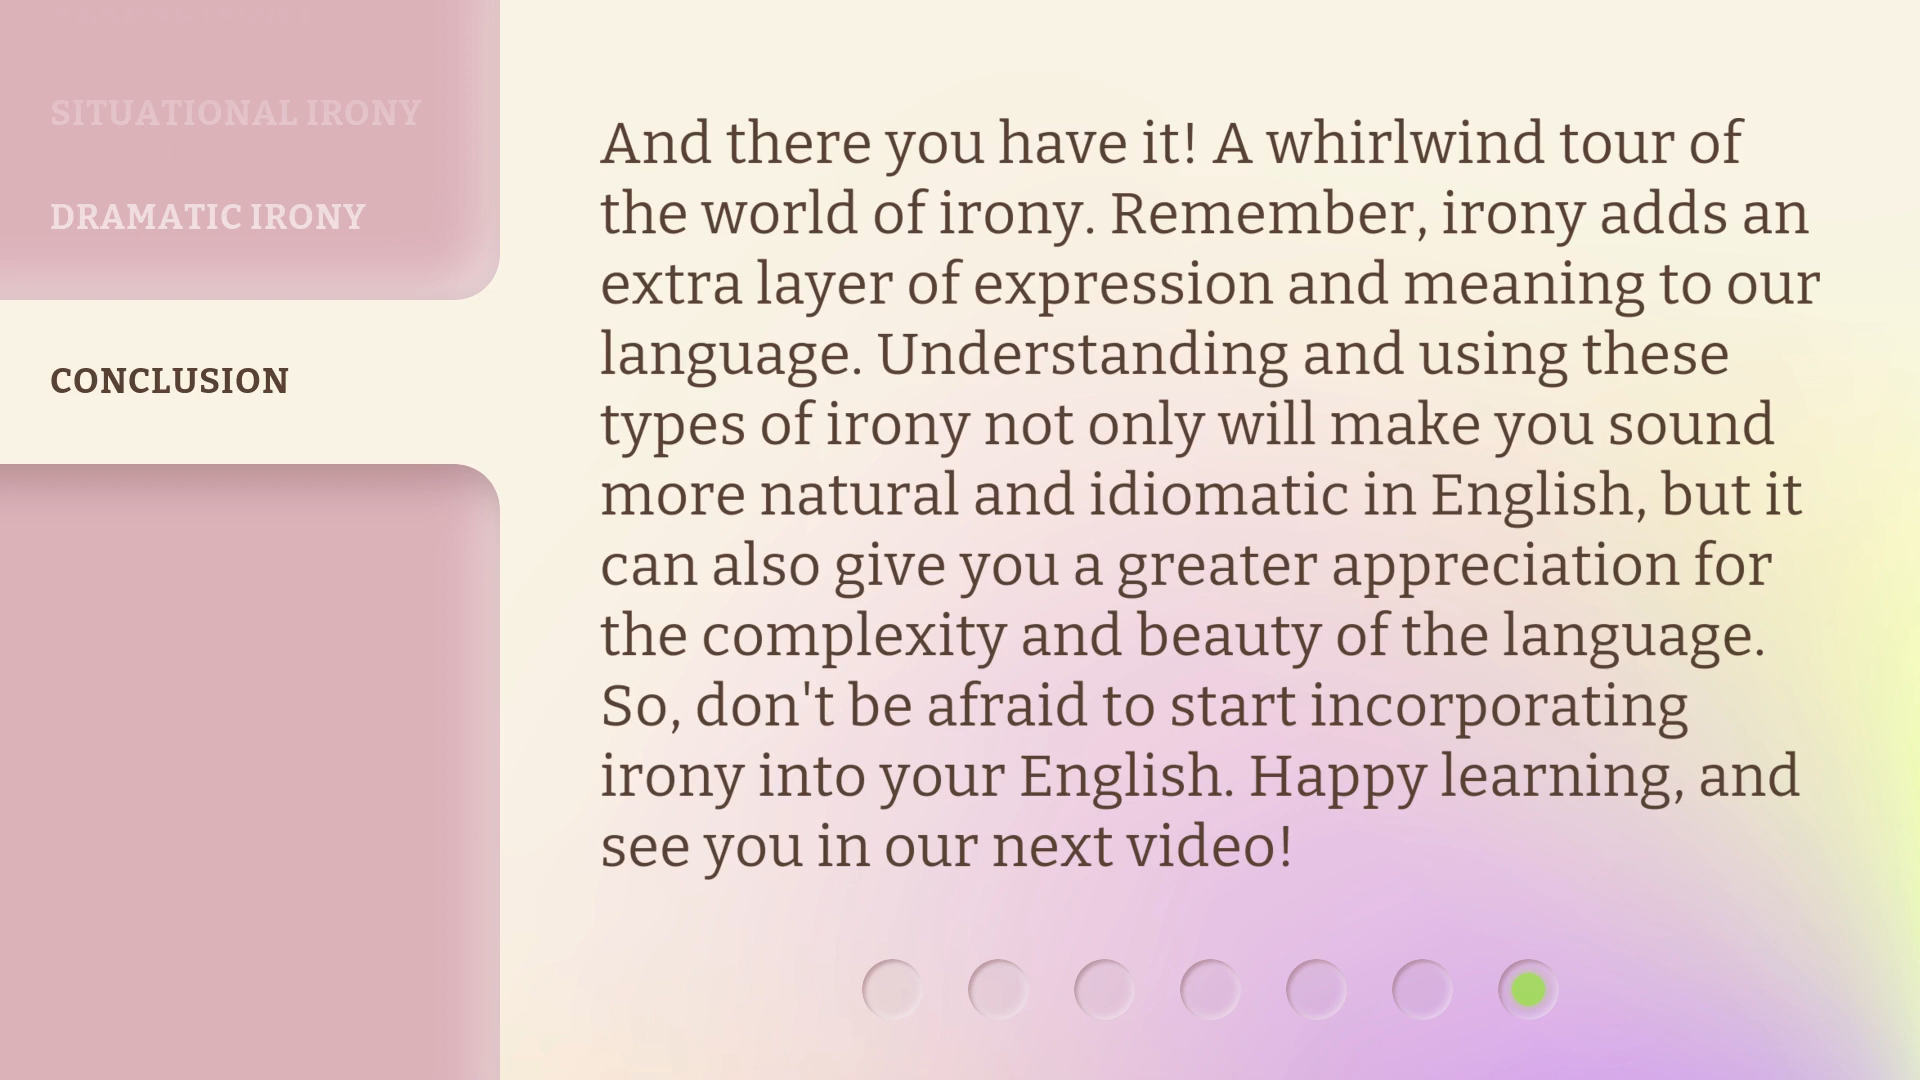 SITUATIONAL IRONY
DRAMATIC IRONY
CONCLUSION
And there you have it! A whirlwind tour of
the world of irony. Remember, irony adds an
extra layer of expression and meaning to our
language. Understanding and using these
types of irony not only will make you sound
more natural and idiomatic in English, but it
can also give you a greater appreciation for
the complexity and beauty of the language.
So, don't be afraid to start incorporating
irony into your English. Happy learning, and
see you in our next video!